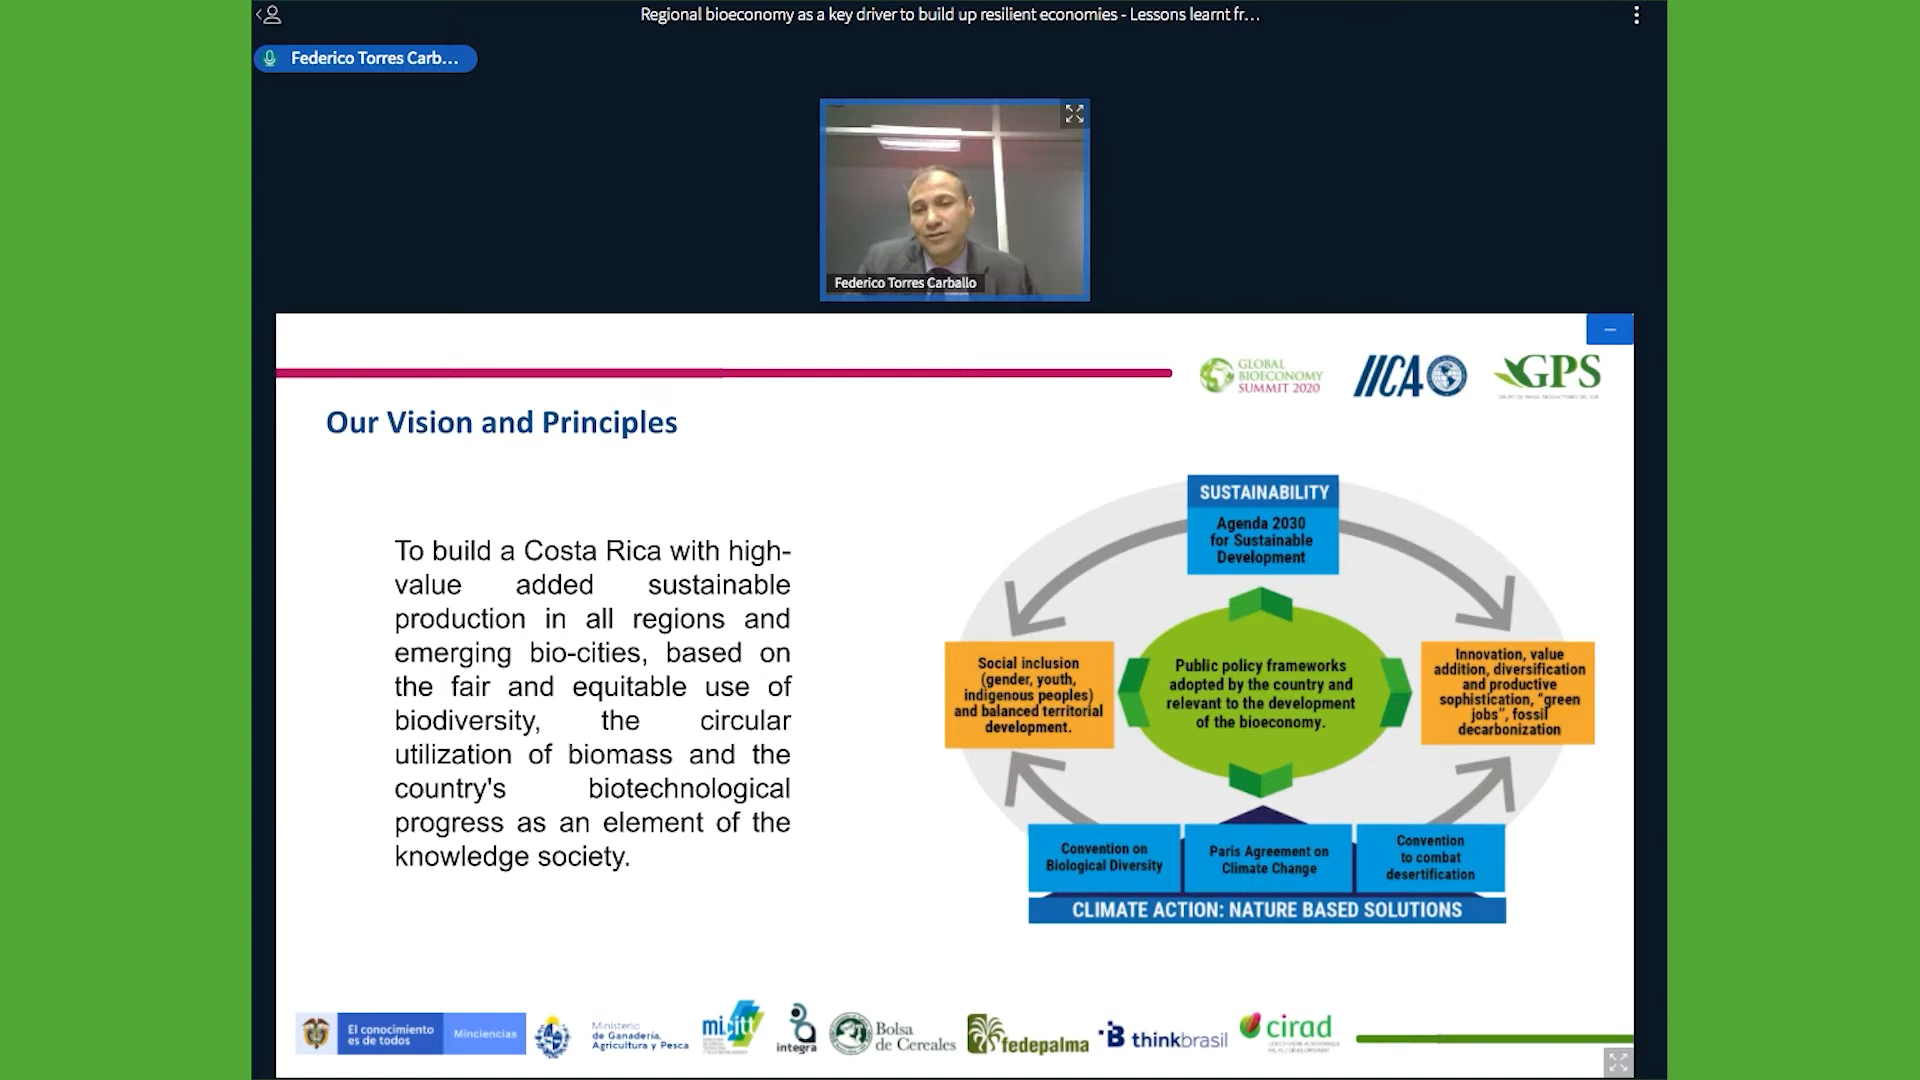 Regional bioeconomy as a key driver to build up resilient economies - Lessons learnt fr...
Federico Torres Carb...
Federico Torres Carballo
GLOBAL
BIOECONOMY
SUMMIT 2020
IICA
GPS
Our Vision and Principles
To build a Costa Rica with high-
value added sustainable
production in all regions and
emerging bio-cities, based on
the fair and equitable use of
biodiversity, the circular
utilization of biomass and the
country's biotechnological
progress as an element of the
knowledge society.
SUSTAINABILITY
Agenda 2030
for Sustainable
Development
Social inclusion
(gender, youth,
indigenous peoples)
and balanced territorial
development.
Public policy frameworks
adopted by the country and
relevant to the development
of the bioeconomy.
Innovation, value
addition, diversification
and productive
sophistication, "green
jobs", fossil
decarbonization
Convention on
Biological Diversity
Paris Agreement on
Climate Change
Convention
to combat
desertification
CLIMATE ACTION: NATURE BASED SOLUTIONS
El conocimiento
es de todos
Minciencias
Ministerio
de Ganadería,
Agricultura y Pesca
micitt
integra
Bolsa
de Cereales
fedepalma
B thinkbrasil
cirad